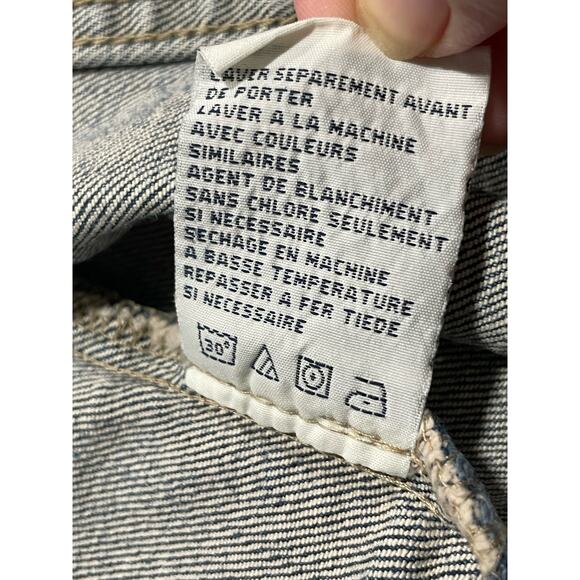 LAVER SEPAREMENT AVANT
DE PORTER
LAVER A LA MACHINE
AVEC COULEURS
SIMILAIRES
AGENT DE BLANCHIMENT
SANS CHLORE SEULEMENT
SI NECESSAIRE
SECHAGE EN MACHINE
A BASSE TEMPERATURE
REPASSER A FER TIEDE
SI NECESSAIRE
30°